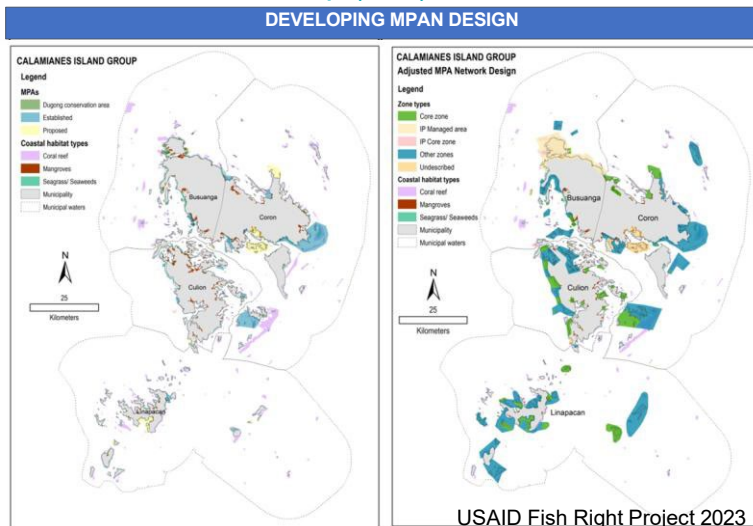 DEVELOPING MPAN DESIGN
CALAMIANES ISLAND GROUP
Legend
MPAs
Dugong conservation area
Established
Proposed
Coastal habitat types
Coral reef
Mangroves
Seagrass/ Seaweeds
Municipality
Municipal waters
N
25
Kilometers
Busuanga
Coron
Culion
Linapacan
CALAMIANES ISLAND GROUP
Adjusted MPA Network Design
Legend
Zone types
Core zone
IP Managed area
IP Core zone
Other zones
Undescribed
Coastal habitat types
Coral reef
Mangroves
Seagrass/ Seaweeds
Municipality
Municipal waters
N
25
Kilometers
Busuanga
Coron
Culion
Linapacan
USAID Fish Right Project 2023